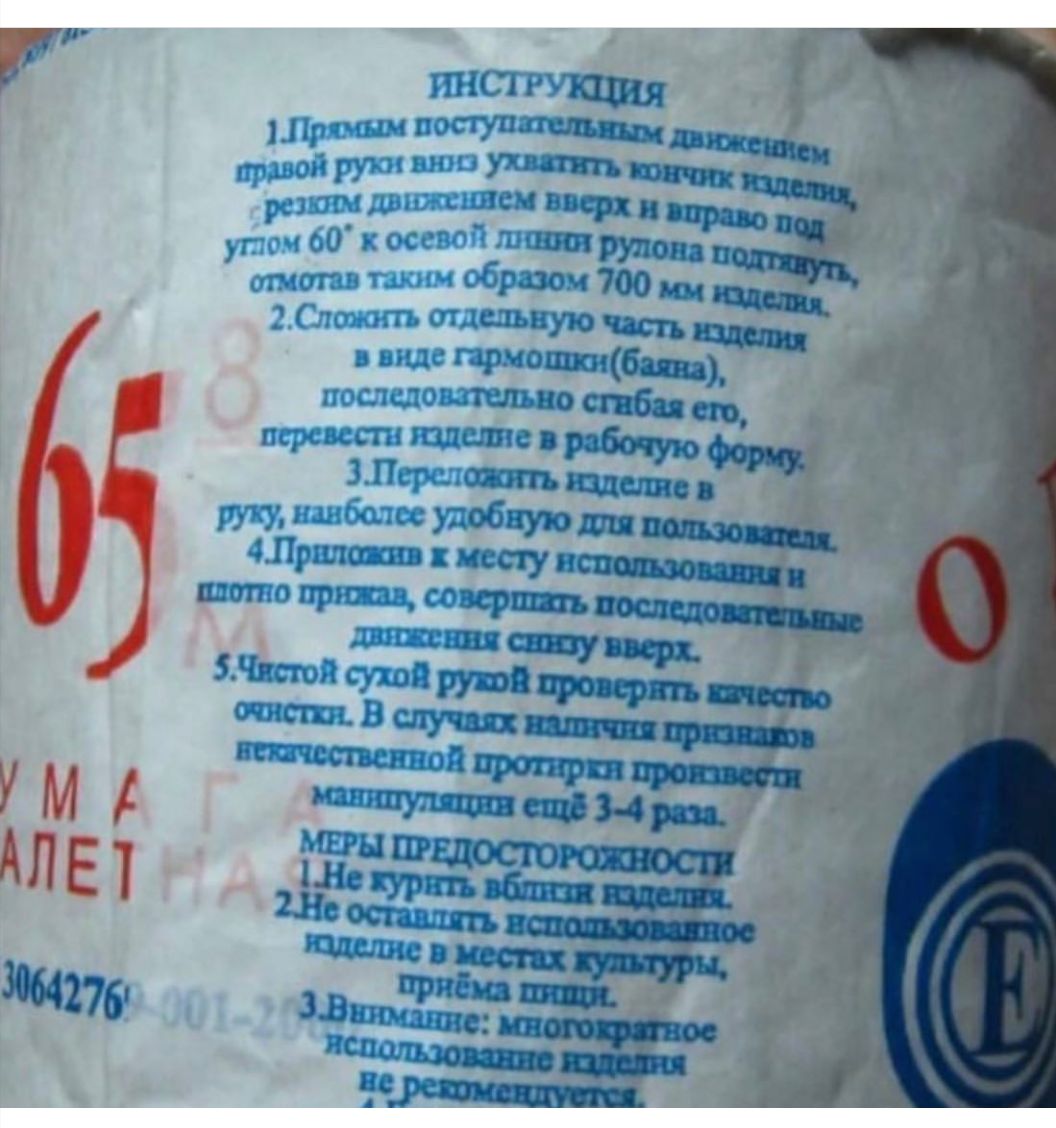 ИНСТРУКЦИЯ
1.Прямым поступательным движением
правой руки вниз ухватить кончик изделия,
резким движением вверх и вправо под
углом 60° к осевой линии рулона подтянуть,
отмотав таким образом 700 мм изделия.
2.Сложить отдельную часть изделия
в виде гармошки(баяна),
последовательно сгибая его,
перевести изделие в рабочую форму.
3.Переложить изделие в
руку, наиболее удобную для пользователя.
4.Приложив к месту использования и
плотно прижав, совершать последовательные
движения снизу вверх.
5.Чистой сухой рукой проверить качество
очистки. В случаях наличия признаков
некачественной протирки произвести
манипуляции ещё 3-4 раза.
МЕРЫ ПРЕДОСТОРОЖНОСТИ
1.Не курить вблизи изделия.
2.Не оставлять использованное
изделие в местах культуры,
приёма пищи.
3.Внимание: многократное
использование изделия
не рекомендуется.
65
8
м
УМАГА
АЛЕТНАЯ
30642769-001-20
о
Е